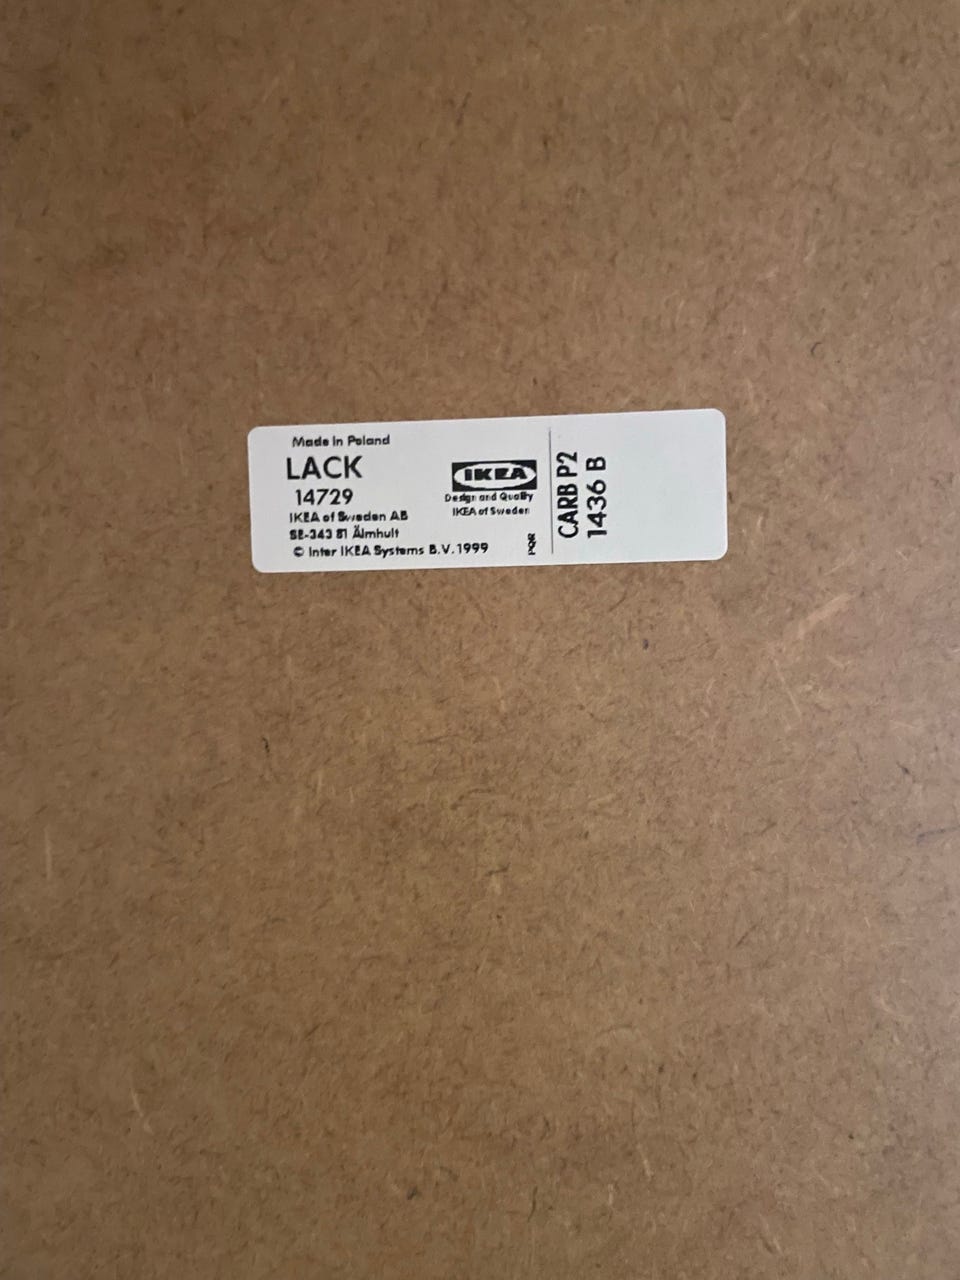 Made in Poland
LACK
14729
IKEA of Sweden AB
SE-343 81 Älmhult
© Inter IKEA Systems B.V. 1999
IKEA
Design and Quality
IKEA of Sweden
PQR
CARB P2
1436 B